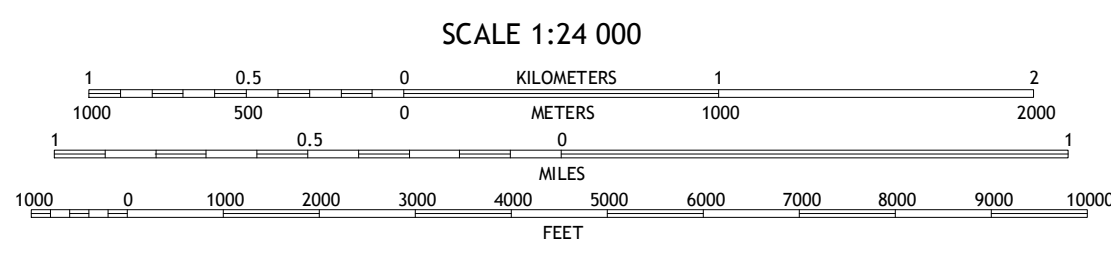 SCALE 1:24 000
1 0.5 0 KILOMETERS 1 2
1000 500 0 METERS 1000 2000
1 0.5 0 1
MILES
1000 0 1000 2000 3000 4000 5000 6000 7000 8000 9000 10000
FEET